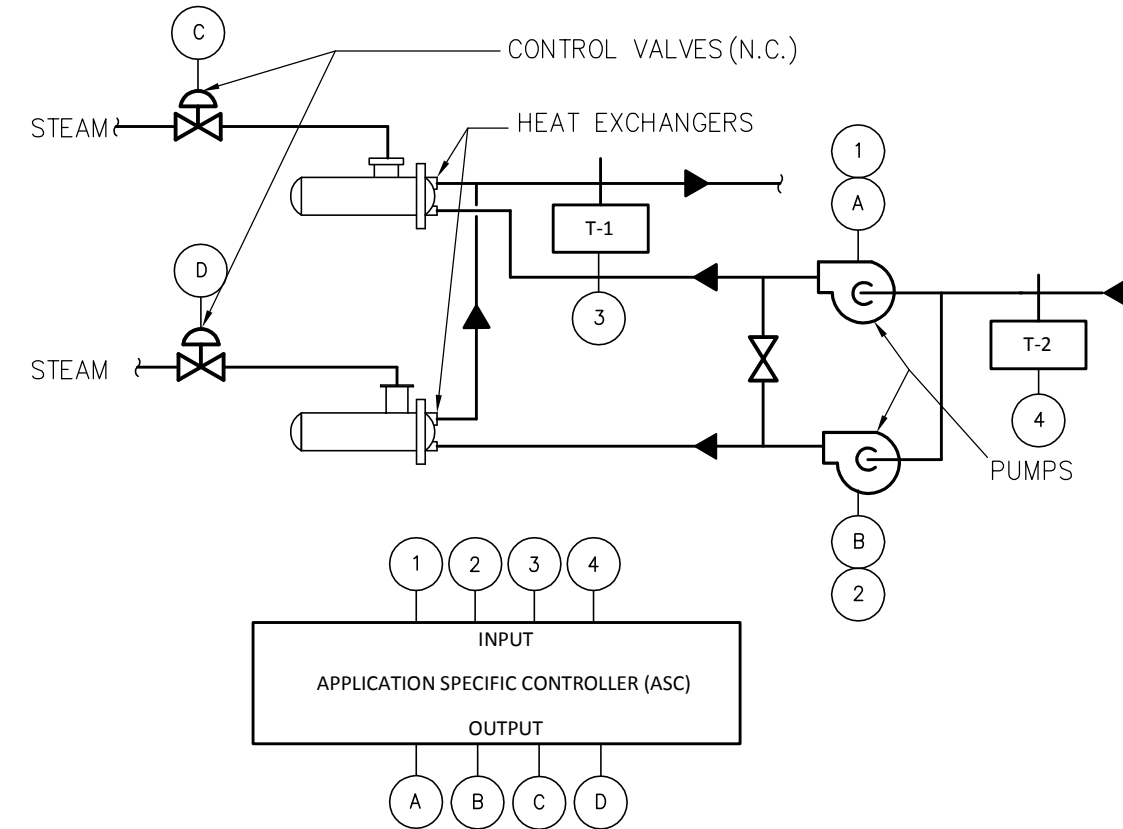 C
CONTROL VALVES (N.C.)
STEAM
HEAT EXCHANGERS
1
A
T-1
3
D
STEAM
T-2
4
PUMPS
B
2
1 2 3 4
INPUT
APPLICATION SPECIFIC CONTROLLER (ASC)
OUTPUT
A B C D